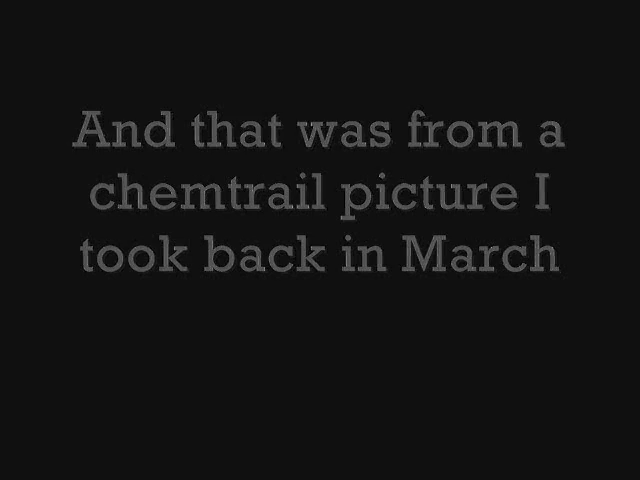 And that was from a
chemtrail picture I
took back in March